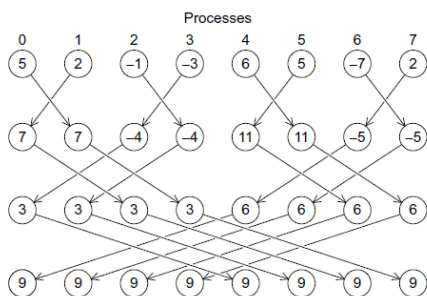 Processes
0 1 2 3 4 5 6 7
5 2 –1 –3 6 5 –7 2
7 7 –4 –4 11 11 –5 –5
3 3 3 3 6 6 6 6
9 9 9 9 9 9 9 9